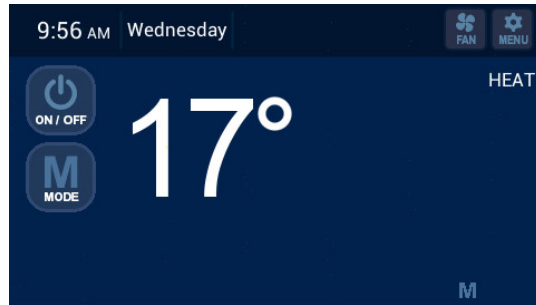 9:56 AM Wednesday
FAN
MENU
HEAT
ON / OFF
17°
M
MODE
M